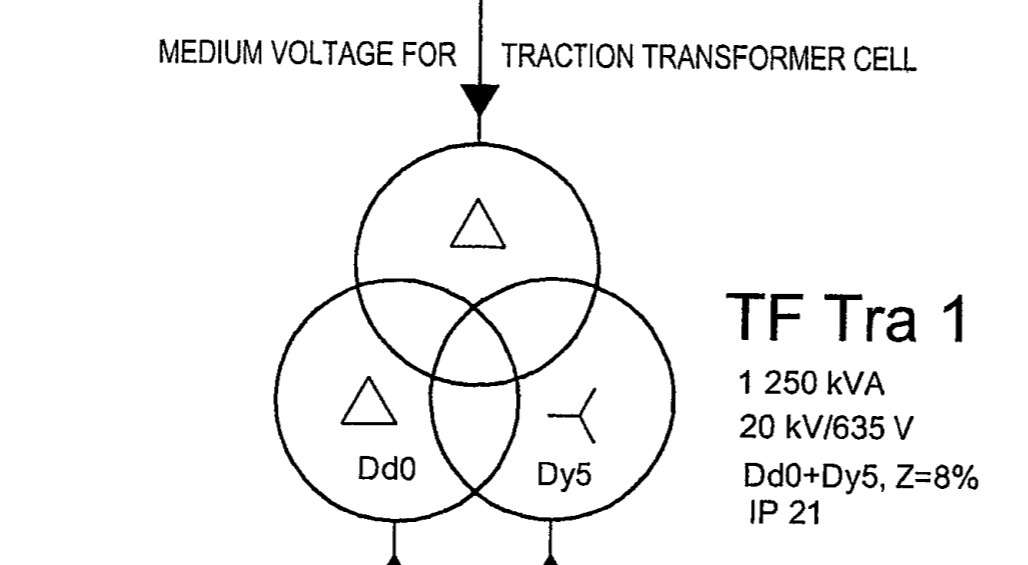 MEDIUM VOLTAGE FOR TRACTION TRANSFORMER CELL
TF Tra 1
1 250 kVA
20 kV/635 V
Dd0+Dy5, Z=8%
IP 21
Dd0
Dy5